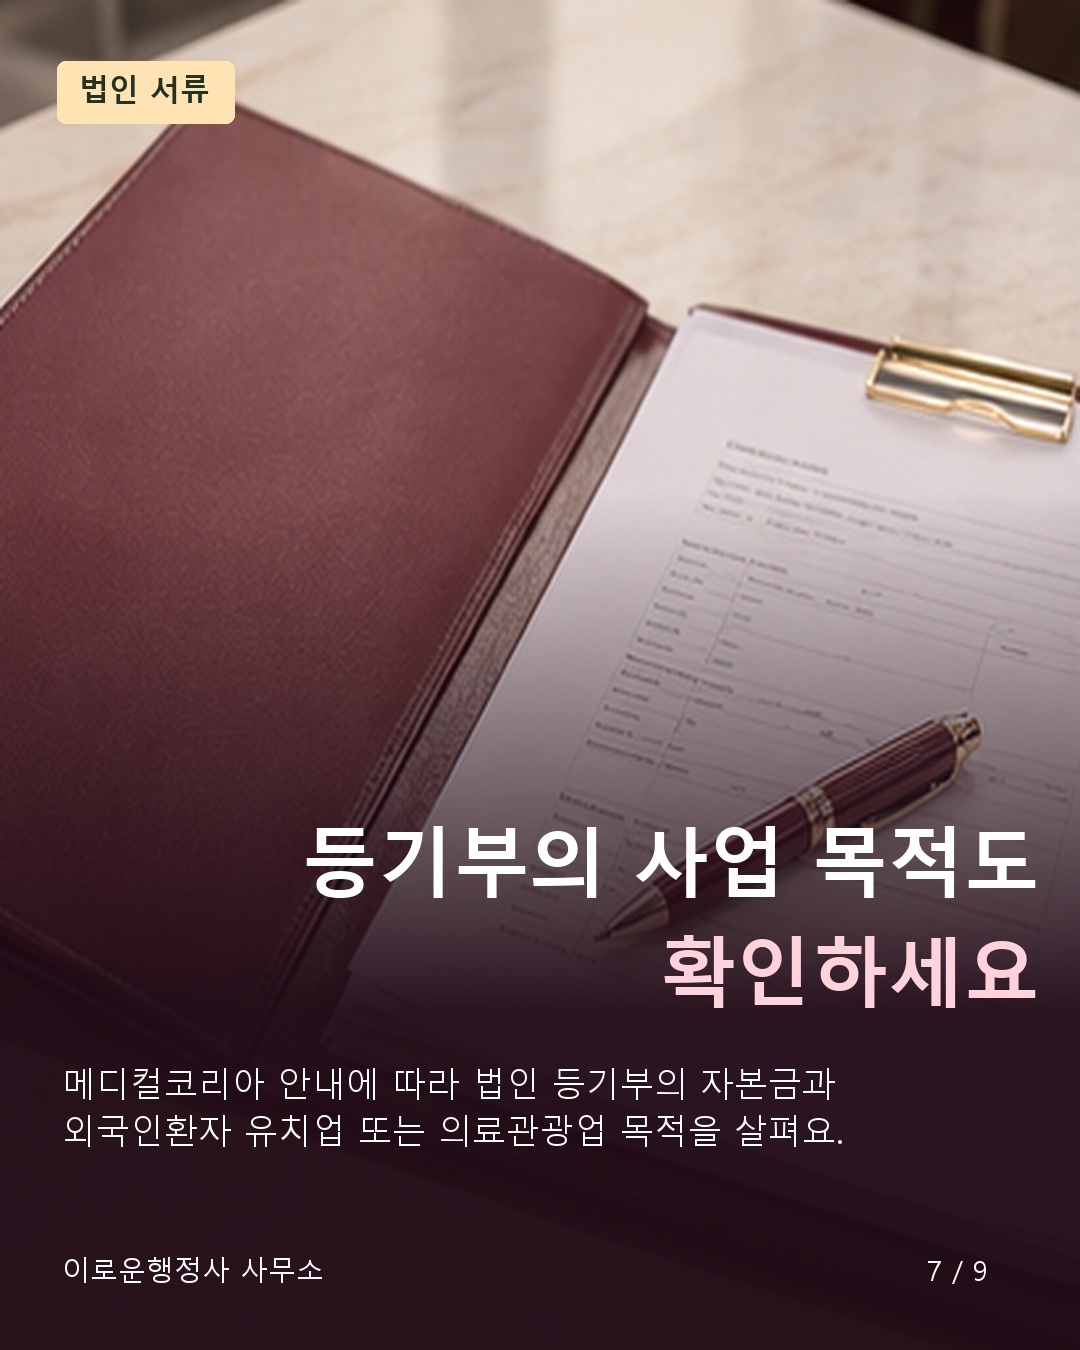 법인 서류
등기부의 사업 목적도
확인하세요
메디컬코리아 안내에 따라 법인 등기부의 자본금과
외국인환자 유치업 또는 의료관광업 목적을 살펴요.
이로운행정사 사무소
7 / 9